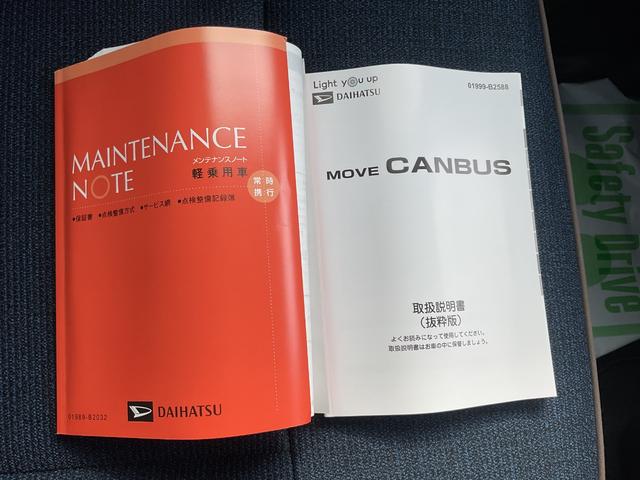 MAINTENANCE
メンテナンスノート
NOTE
軽乗用車
常時
携行
•保証書 •点検整備方式 •サービス網 •点検整備記録簿
01989-B2032
DAIHATSU
Light you up
DAIHATSU
01999-B2588
MOVE CANBUS
取扱説明書
(抜粋版)
よくお読みになって使用してください。
取扱説明書はお車の中に保管しましょう。
Safety Drive